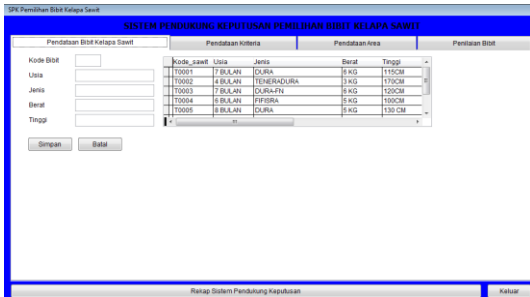 SPK Pemilihan Bibit Kelapa Sawit
SISTEM PENDUKUNG KEPUTUSAN PEMILIHAN BIBIT KELAPA SAWIT
Pendataan Bibit Kelapa Sawit Pendataan Kriteria Pendataan Area Penilaian Bibit
Kode Bibit
Usia
Jenis
Berat
Tinggi
Simpan Batal
Kode_sawit Usia Jenis Berat Tinggi
T0001 7 BULAN DURA 6 KG 115CM
T0002 4 BULAN TENERADURA 3 KG 170CM
T0003 7 BULAN DURA-FN 6 KG 120CM
T0004 6 BULAN FIFISRA 5 KG 100CM
T0005 8 BULAN DURA 5 KG 130 CM
Rekap Sistem Pendukung Keputusan Keluar